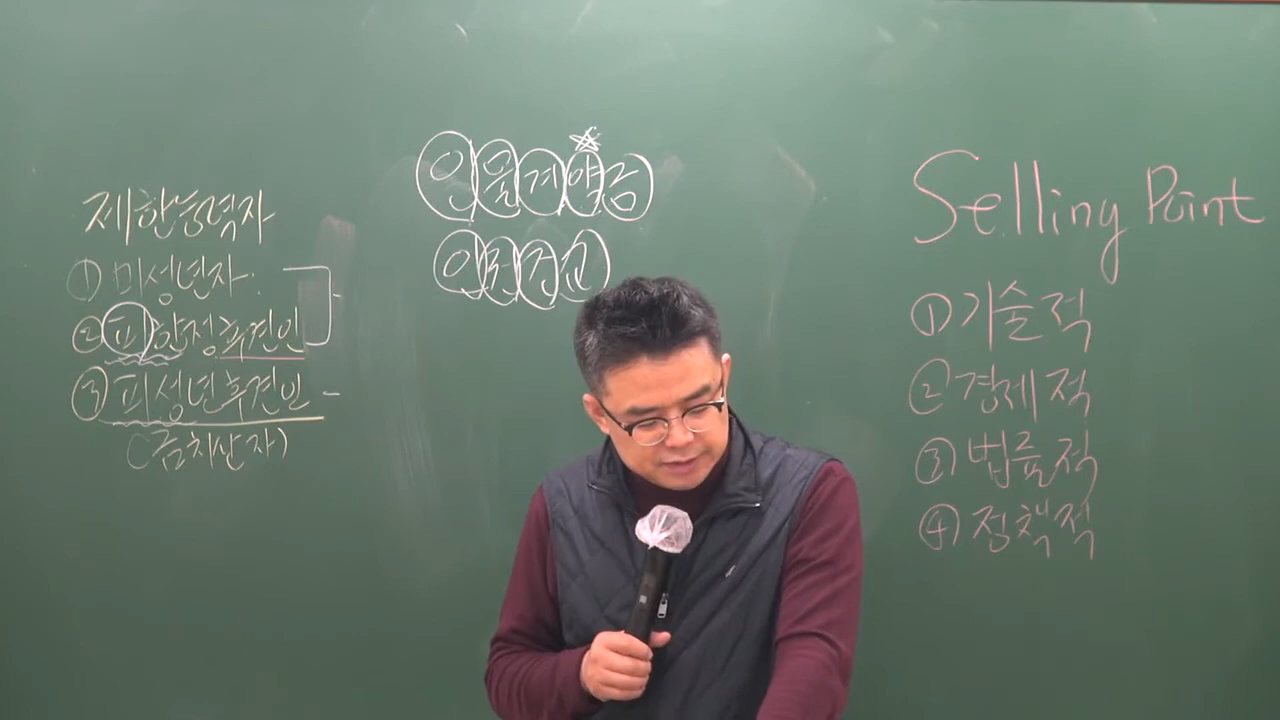 제한능력자
① 미성년자.
② 피한정후견인
③ 피성년후견인
(금치산자)
Selling Point
① 기술적
② 경제적
③ 법률적
④ 정책적